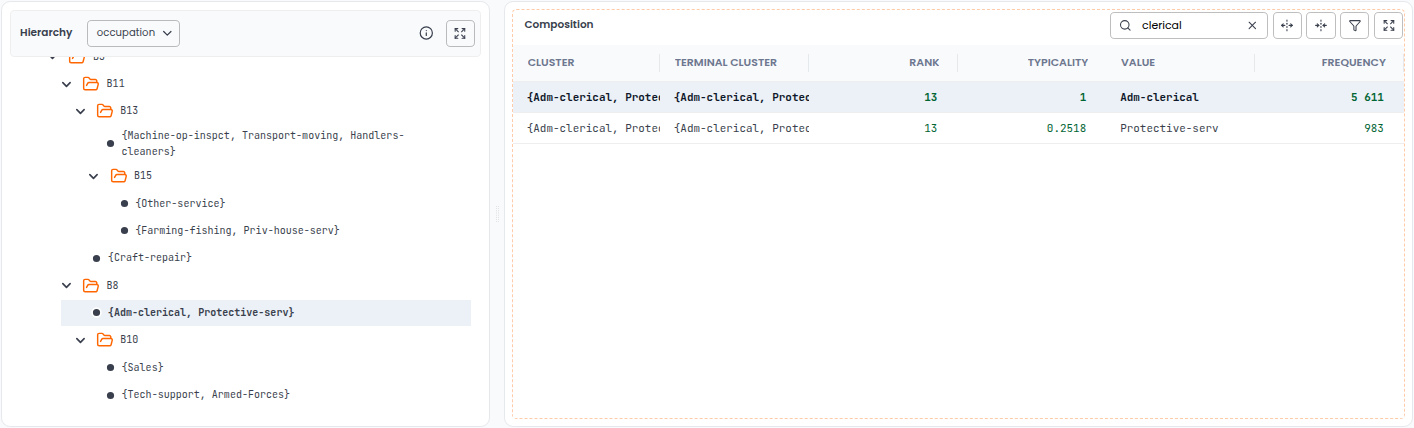 Hierarchy
occupation
B11
B13
{Machine-op-inspct, Transport-moving, Handlers-
cleaners}
B15
{Other-service}
{Farming-fishing, Priv-house-serv}
{Craft-repair}
B8
{Adm-clerical, Protective-serv}
B10
{Sales}
{Tech-support, Armed-Forces}
Composition
clerical
CLUSTER TERMINAL CLUSTER RANK TYPICALITY VALUE FREQUENCY
{Adm-clerical, Protec {Adm-clerical, Protec 13 1 Adm-clerical 5 611
{Adm-clerical, Protec {Adm-clerical, Protec 13 0.2518 Protective-serv 983